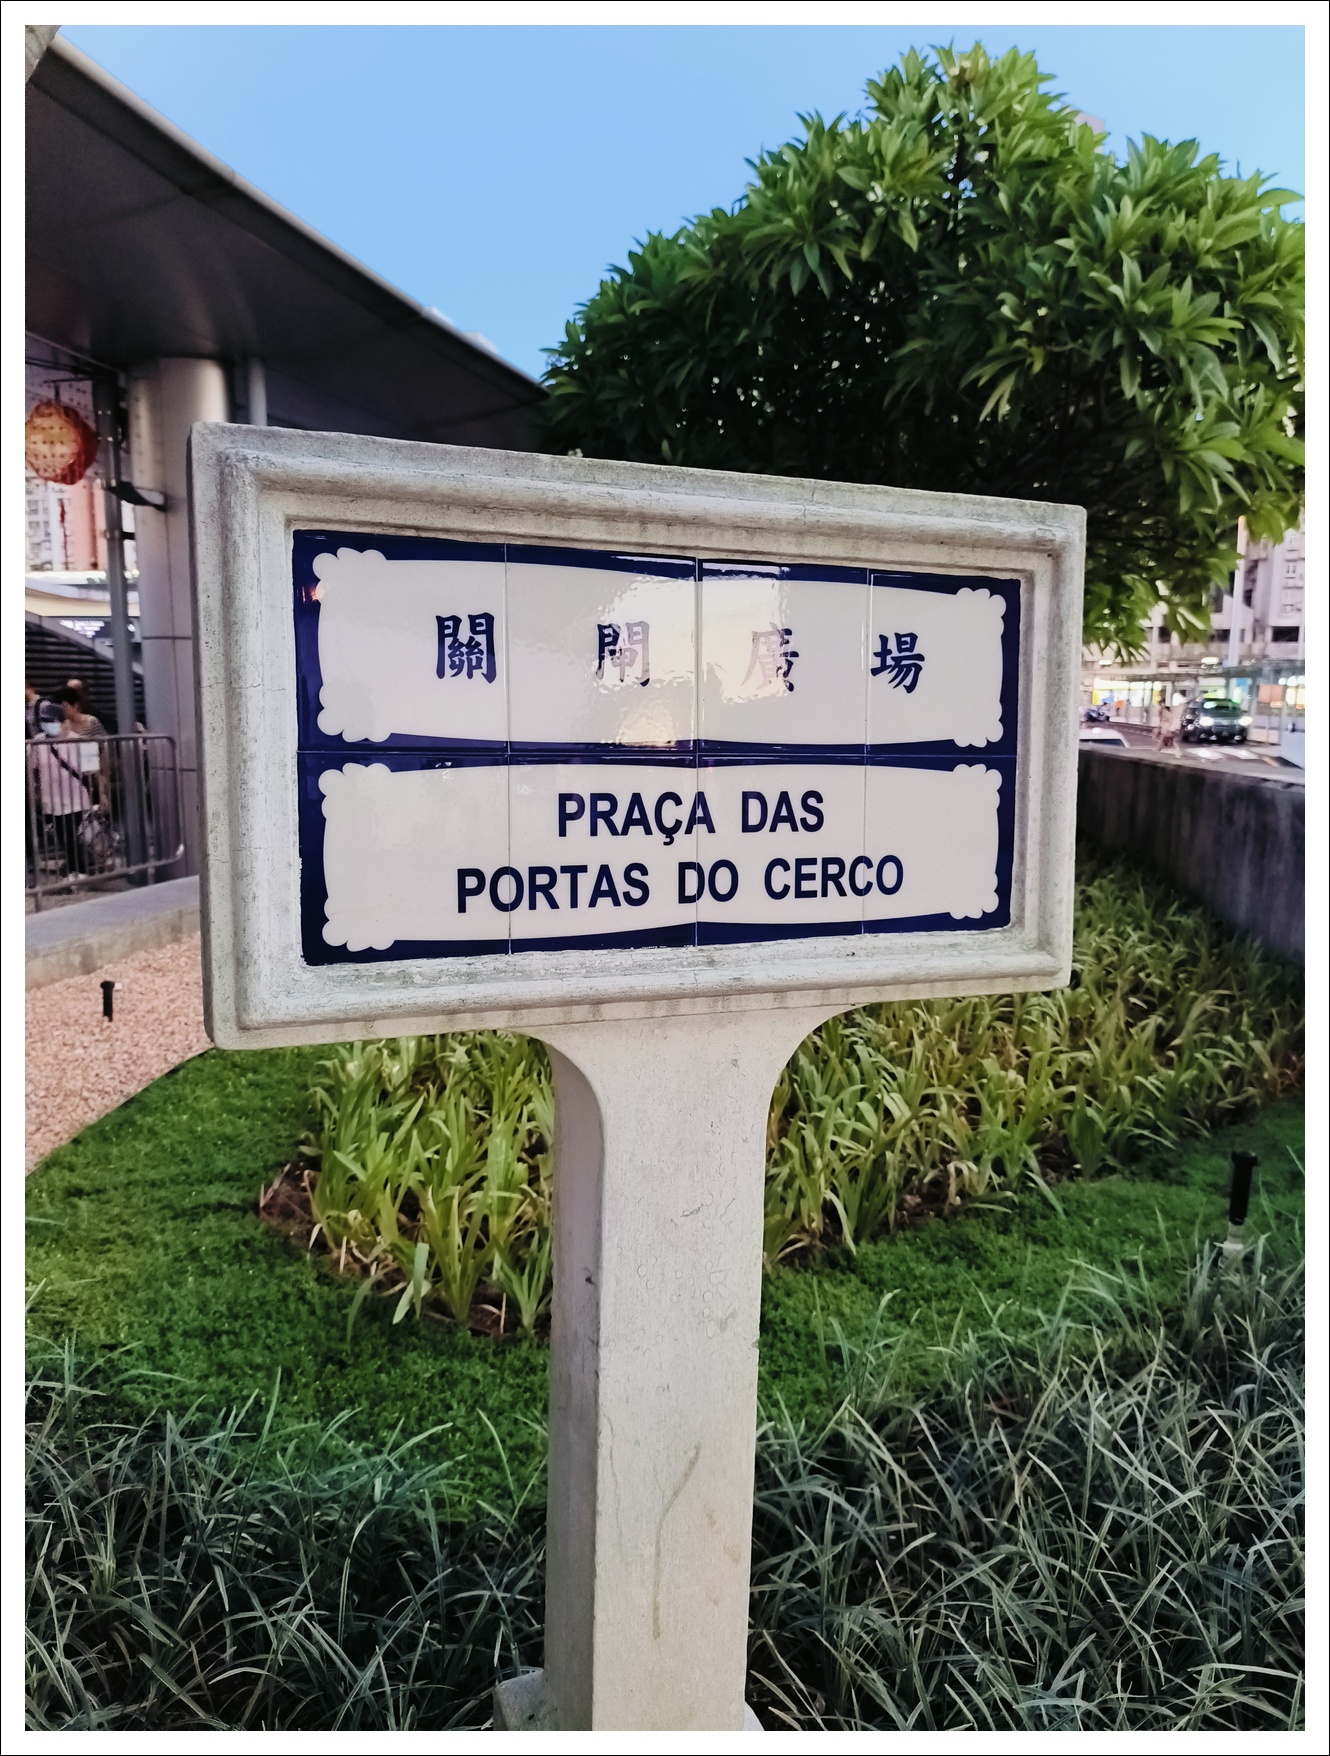 關閘廣場
PRAÇA DAS
PORTAS DO CERCO